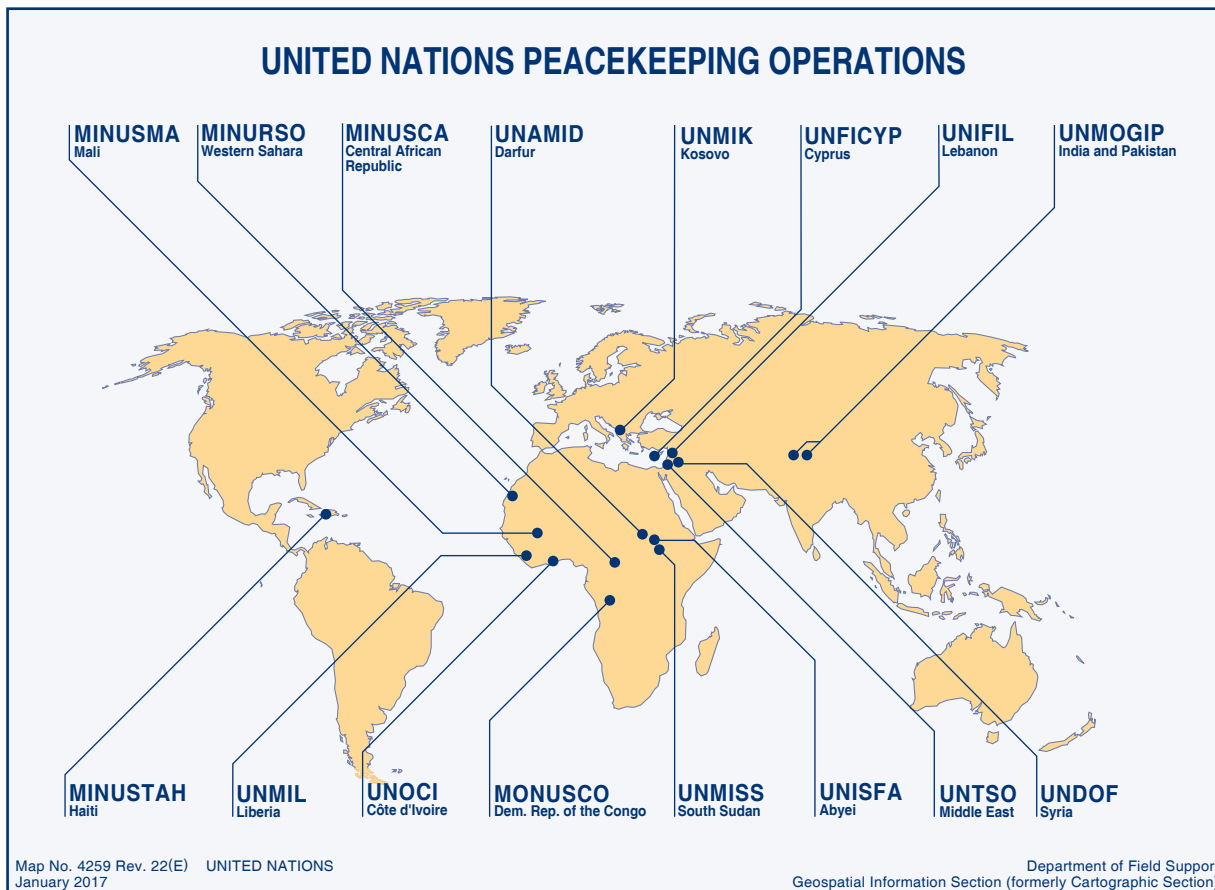 UNITED NATIONS PEACEKEEPING OPERATIONS
MINUSMA
Mali
MINURSO
Western Sahara
MINUSCA
Central African
Republic
UNAMID
Darfur
UNMIK
Kosovo
UNFICYP
Cyprus
UNIFIL
Lebanon
UNMOGIP
India and Pakistan
MINUSTAH
Haiti
UNMIL
Liberia
UNOCI
Côte d'Ivoire
MONUSCO
Dem. Rep. of the Congo
UNMISS
South Sudan
UNISFA
Abyei
UNTSO
Middle East
UNDOF
Syria
Map No. 4259 Rev. 22(E) UNITED NATIONS
January 2017
Department of Field Support
Geospatial Information Section (formerly Cartographic Section)